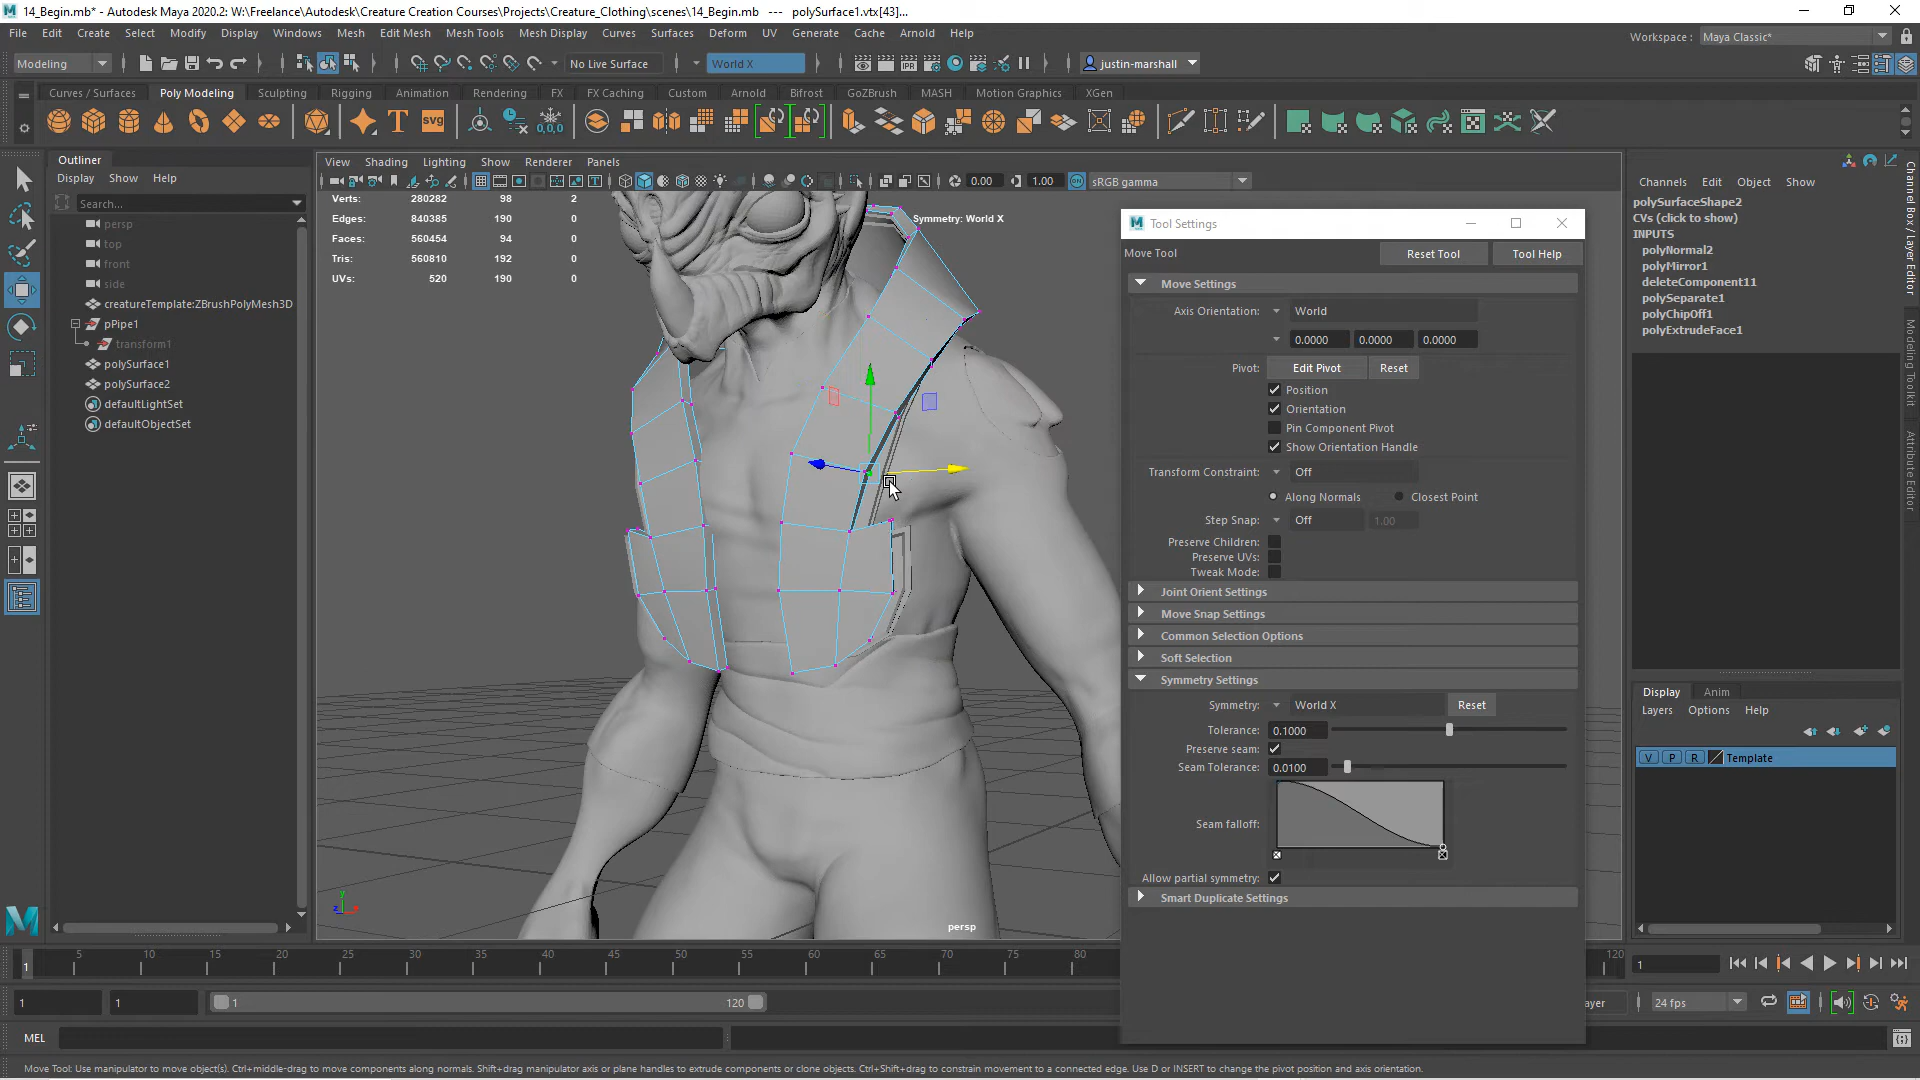 14_Begin.mb* - Autodesk Maya 2020.2: W:\Freelance\Autodesk\Creature Creation Courses\Projects\Creature_Clothing\scenes\14_Begin.mb --- polySurface1.vtx[43]...
File Edit Create Select Modify Display Windows Mesh Edit Mesh Mesh Tools Mesh Display Curves Surfaces Deform UV Generate Cache Arnold Help
Workspace : Maya Classic*
Modeling No Live Surface World X justin-marshall
Curves / Surfaces Poly Modeling Sculpting Rigging Animation Rendering FX FX Caching Custom Arnold Bifrost GoZBrush MASH Motion Graphics XGen
Outliner
Display Show Help
Search...
persp
top
front
side
creatureTemplate:ZBrushPolyMesh3D
pPipe1
transform1
polySurface1
polySurface2
defaultLightSet
defaultObjectSet
View Shading Lighting Show Renderer Panels
0.00 1.00 sRGB gamma
Verts: 280282 98 2
Edges: 840385 190 0
Faces: 560454 94 0
Tris: 560810 192 0
UVs: 520 190 0
Symmetry: World X
persp
Tool Settings
Move Tool Reset Tool Tool Help
Move Settings
Axis Orientation: World
0.0000 0.0000 0.0000
Pivot: Edit Pivot Reset
Position
Orientation
Pin Component Pivot
Show Orientation Handle
Transform Constraint: Off
Along Normals Closest Point
Step Snap: Off 1.00
Preserve Children:
Preserve UVs:
Tweak Mode:
Joint Orient Settings
Move Snap Settings
Common Selection Options
Soft Selection
Symmetry Settings
Symmetry: World X Reset
Tolerance: 0.1000
Preserve seam:
Seam Tolerance: 0.0100
Seam falloff:
Allow partial symmetry:
Smart Duplicate Settings
Channels Edit Object Show
polySurfaceShape2
CVs (click to show)
INPUTS
polyNormal2
polyMirror1
deleteComponent11
polySeparate1
polyChipOff1
polyExtrudeFace1
Channel Box / Layer Editor
Modeling Toolkit
Attribute Editor
Display Anim
Layers Options Help
V P R Template
1 5 10 15 20 25 30 35 40 45 50 55 60 65 70 75 80 120
1
1 1 1 120 ayer 24 fps
MEL
Move Tool: Use manipulator to move object(s). Ctrl+middle-drag to move components along normals. Shift+drag manipulator axis or plane handles to extrude components or clone objects. Ctrl+Shift+drag to constrain movement to a connected edge. Use D or INSERT to change the pivot position and axis orientation.